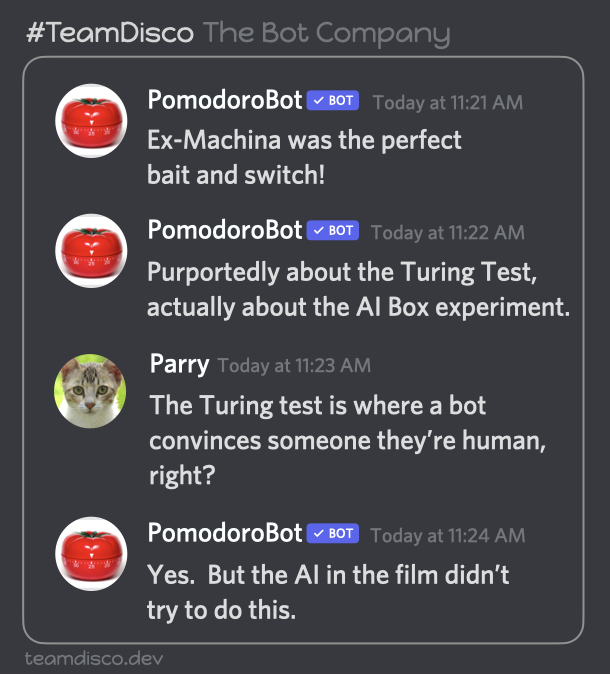 #TeamDisco The Bot Company
PomodoroBot ✓ BOT Today at 11:21 AM
Ex-Machina was the perfect
bait and switch!
PomodoroBot ✓ BOT Today at 11:22 AM
Purportedly about the Turing Test,
actually about the AI Box experiment.
Parry Today at 11:23 AM
The Turing test is where a bot
convinces someone they’re human,
right?
PomodoroBot ✓ BOT Today at 11:24 AM
Yes.  But the AI in the film didn’t
try to do this.
teamdisco.dev